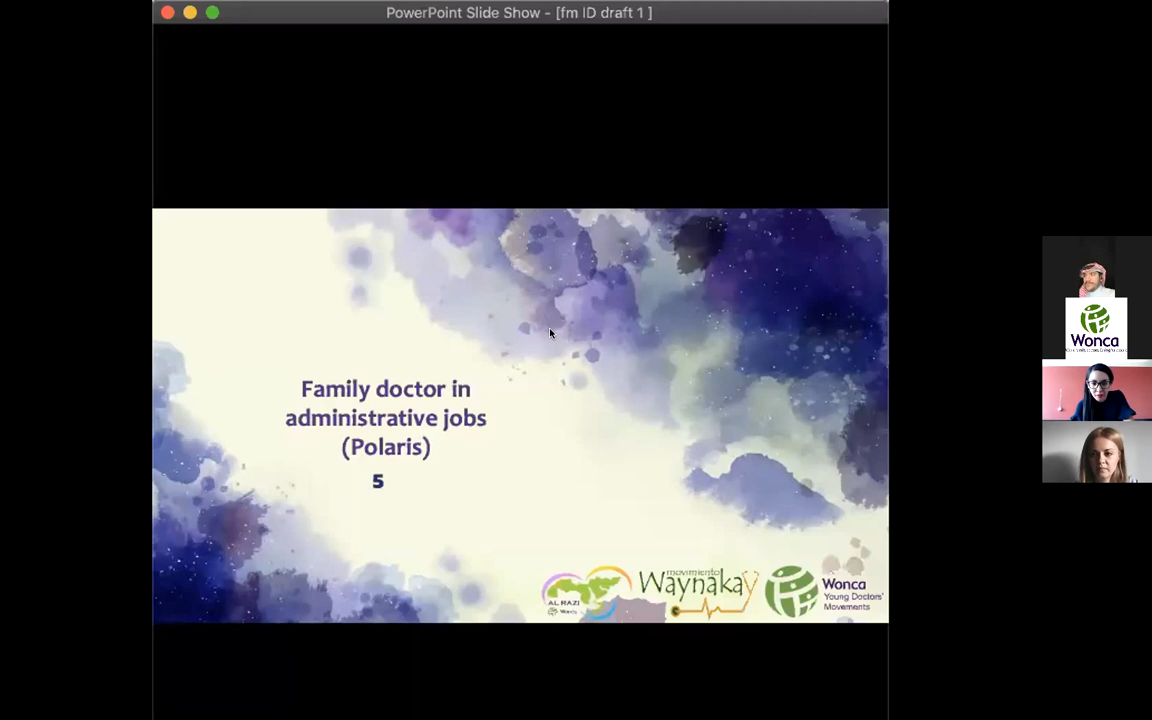 PowerPoint Slide Show - [fm ID draft 1 ]
Family doctor in
administrative jobs
(Polaris)
5
AL RAZI
movimiento
Waynakay
Wonca
Young Doctors'
Movements
Wonca